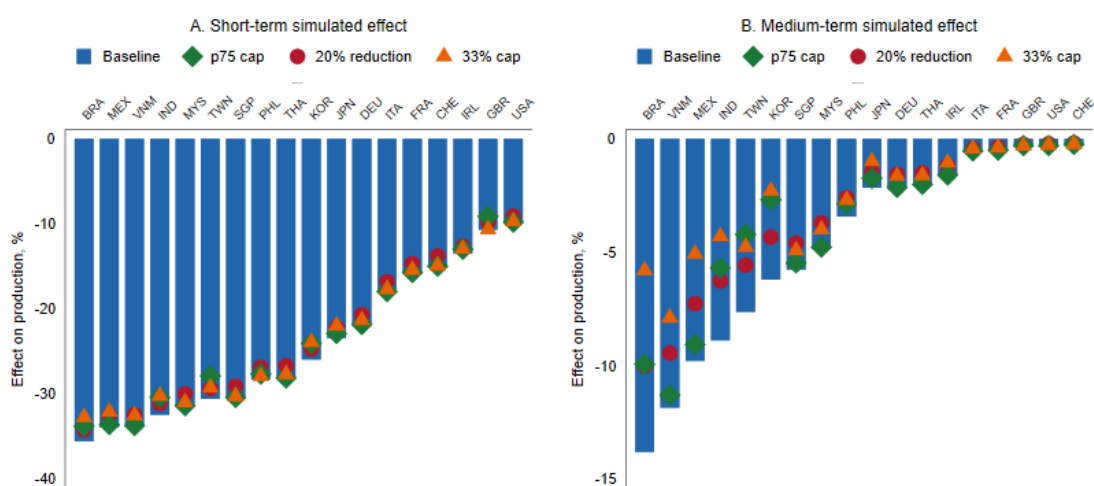 A. Short-term simulated effect
Baseline p75 cap 20% reduction 33% cap
BRA MEX VNM IND MYS TWN SGP PHL THA KOR JPN DEU ITA FRA CHE IRL GBR USA
-0
-10
-20
-30
-40
Effect on production, %
B. Medium-term simulated effect
Baseline p75 cap 20% reduction 33% cap
BRA VNM MEX IND TWN KOR SGP MYS PHL JPN DEU THA IRL ITA FRA GBR USA CHE
-0
-5
-10
-15
Effect on production, %